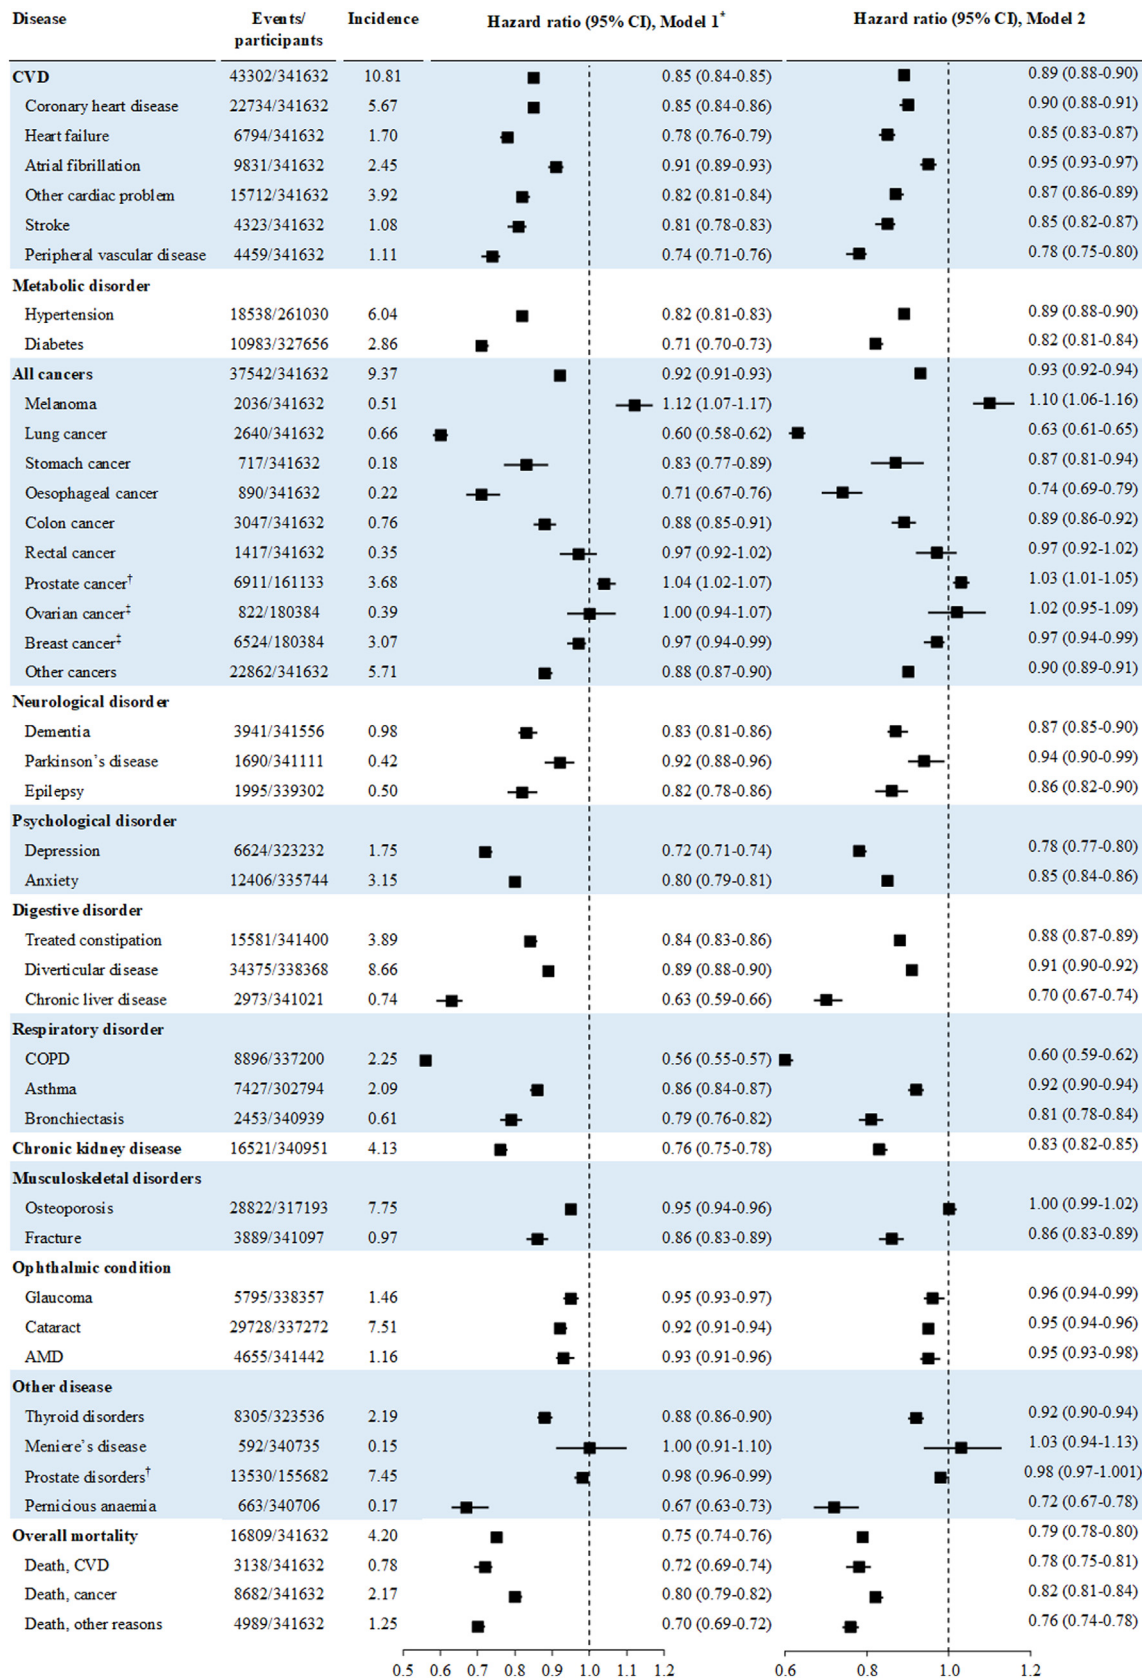 Disease Events/ participants Incidence Hazard ratio (95% CI), Model 1* Hazard ratio (95% CI), Model 2
CVD 43302/341632 10.81 0.85 (0.84-0.85) 0.89 (0.88-0.90)
Coronary heart disease 22734/341632 5.67 0.85 (0.84-0.86) 0.90 (0.88-0.91)
Heart failure 6794/341632 1.70 0.78 (0.76-0.79) 0.85 (0.83-0.87)
Atrial fibrillation 9831/341632 2.45 0.91 (0.89-0.93) 0.95 (0.93-0.97)
Other cardiac problem 15712/341632 3.92 0.82 (0.81-0.84) 0.87 (0.86-0.89)
Stroke 4323/341632 1.08 0.81 (0.78-0.83) 0.85 (0.82-0.87)
Peripheral vascular disease 4459/341632 1.11 0.74 (0.71-0.76) 0.78 (0.75-0.80)
Metabolic disorder
Hypertension 18538/261030 6.04 0.82 (0.81-0.83) 0.89 (0.88-0.90)
Diabetes 10983/327656 2.86 0.71 (0.70-0.73) 0.82 (0.81-0.84)
All cancers 37542/341632 9.37 0.92 (0.91-0.93) 0.93 (0.92-0.94)
Melanoma 2036/341632 0.51 1.12 (1.07-1.17) 1.10 (1.06-1.16)
Lung cancer 2640/341632 0.66 0.60 (0.58-0.62) 0.63 (0.61-0.65)
Stomach cancer 717/341632 0.18 0.83 (0.77-0.89) 0.87 (0.81-0.94)
Oesophageal cancer 890/341632 0.22 0.71 (0.67-0.76) 0.74 (0.69-0.79)
Colon cancer 3047/341632 0.76 0.88 (0.85-0.91) 0.89 (0.86-0.92)
Rectal cancer 1417/341632 0.35 0.97 (0.92-1.02) 0.97 (0.92-1.02)
Prostate cancer† 6911/161133 3.68 1.04 (1.02-1.07) 1.03 (1.01-1.05)
Ovarian cancer‡ 822/180384 0.39 1.00 (0.94-1.07) 1.02 (0.95-1.09)
Breast cancer‡ 6524/180384 3.07 0.97 (0.94-0.99) 0.97 (0.94-0.99)
Other cancers 22862/341632 5.71 0.88 (0.87-0.90) 0.90 (0.89-0.91)
Neurological disorder
Dementia 3941/341556 0.98 0.83 (0.81-0.86) 0.87 (0.85-0.90)
Parkinson's disease 1690/341111 0.42 0.92 (0.88-0.96) 0.94 (0.90-0.99)
Epilepsy 1995/339302 0.50 0.82 (0.78-0.86) 0.86 (0.82-0.90)
Psychological disorder
Depression 6624/323232 1.75 0.72 (0.71-0.74) 0.78 (0.77-0.80)
Anxiety 12406/335744 3.15 0.80 (0.79-0.81) 0.85 (0.84-0.86)
Digestive disorder
Treated constipation 15581/341400 3.89 0.84 (0.83-0.86) 0.88 (0.87-0.89)
Diverticular disease 34375/338368 8.66 0.89 (0.88-0.90) 0.91 (0.90-0.92)
Chronic liver disease 2973/341021 0.74 0.63 (0.59-0.66) 0.70 (0.67-0.74)
Respiratory disorder
COPD 8896/337200 2.25 0.56 (0.55-0.57) 0.60 (0.59-0.62)
Asthma 7427/302794 2.09 0.86 (0.84-0.87) 0.92 (0.90-0.94)
Bronchiectasis 2453/340939 0.61 0.79 (0.76-0.82) 0.81 (0.78-0.84)
Chronic kidney disease 16521/340951 4.13 0.76 (0.75-0.78) 0.83 (0.82-0.85)
Musculoskeletal disorders
Osteoporosis 28822/317193 7.75 0.95 (0.94-0.96) 1.00 (0.99-1.02)
Fracture 3889/341097 0.97 0.86 (0.83-0.89) 0.86 (0.83-0.89)
Ophthalmic condition
Glaucoma 5795/338357 1.46 0.95 (0.93-0.97) 0.96 (0.94-0.99)
Cataract 29728/337272 7.51 0.92 (0.91-0.94) 0.95 (0.94-0.96)
AMD 4655/341442 1.16 0.93 (0.91-0.96) 0.95 (0.93-0.98)
Other disease
Thyroid disorders 8305/323536 2.19 0.88 (0.86-0.90) 0.92 (0.90-0.94)
Meniere's disease 592/340735 0.15 1.00 (0.91-1.10) 1.03 (0.94-1.13)
Prostate disorders† 13530/155682 7.45 0.98 (0.96-0.99) 0.98 (0.97-1.001)
Pernicious anaemia 663/340706 0.17 0.67 (0.63-0.73) 0.72 (0.67-0.78)
Overall mortality 16809/341632 4.20 0.75 (0.74-0.76) 0.79 (0.78-0.80)
Death, CVD 3138/341632 0.78 0.72 (0.69-0.74) 0.78 (0.75-0.81)
Death, cancer 8682/341632 2.17 0.80 (0.79-0.82) 0.82 (0.81-0.84)
Death, other reasons 4989/341632 1.25 0.70 (0.69-0.72) 0.76 (0.74-0.78)
0.5 0.6 0.7 0.8 0.9 1.0 1.1 1.2 0.6 0.8 1.0 1.2